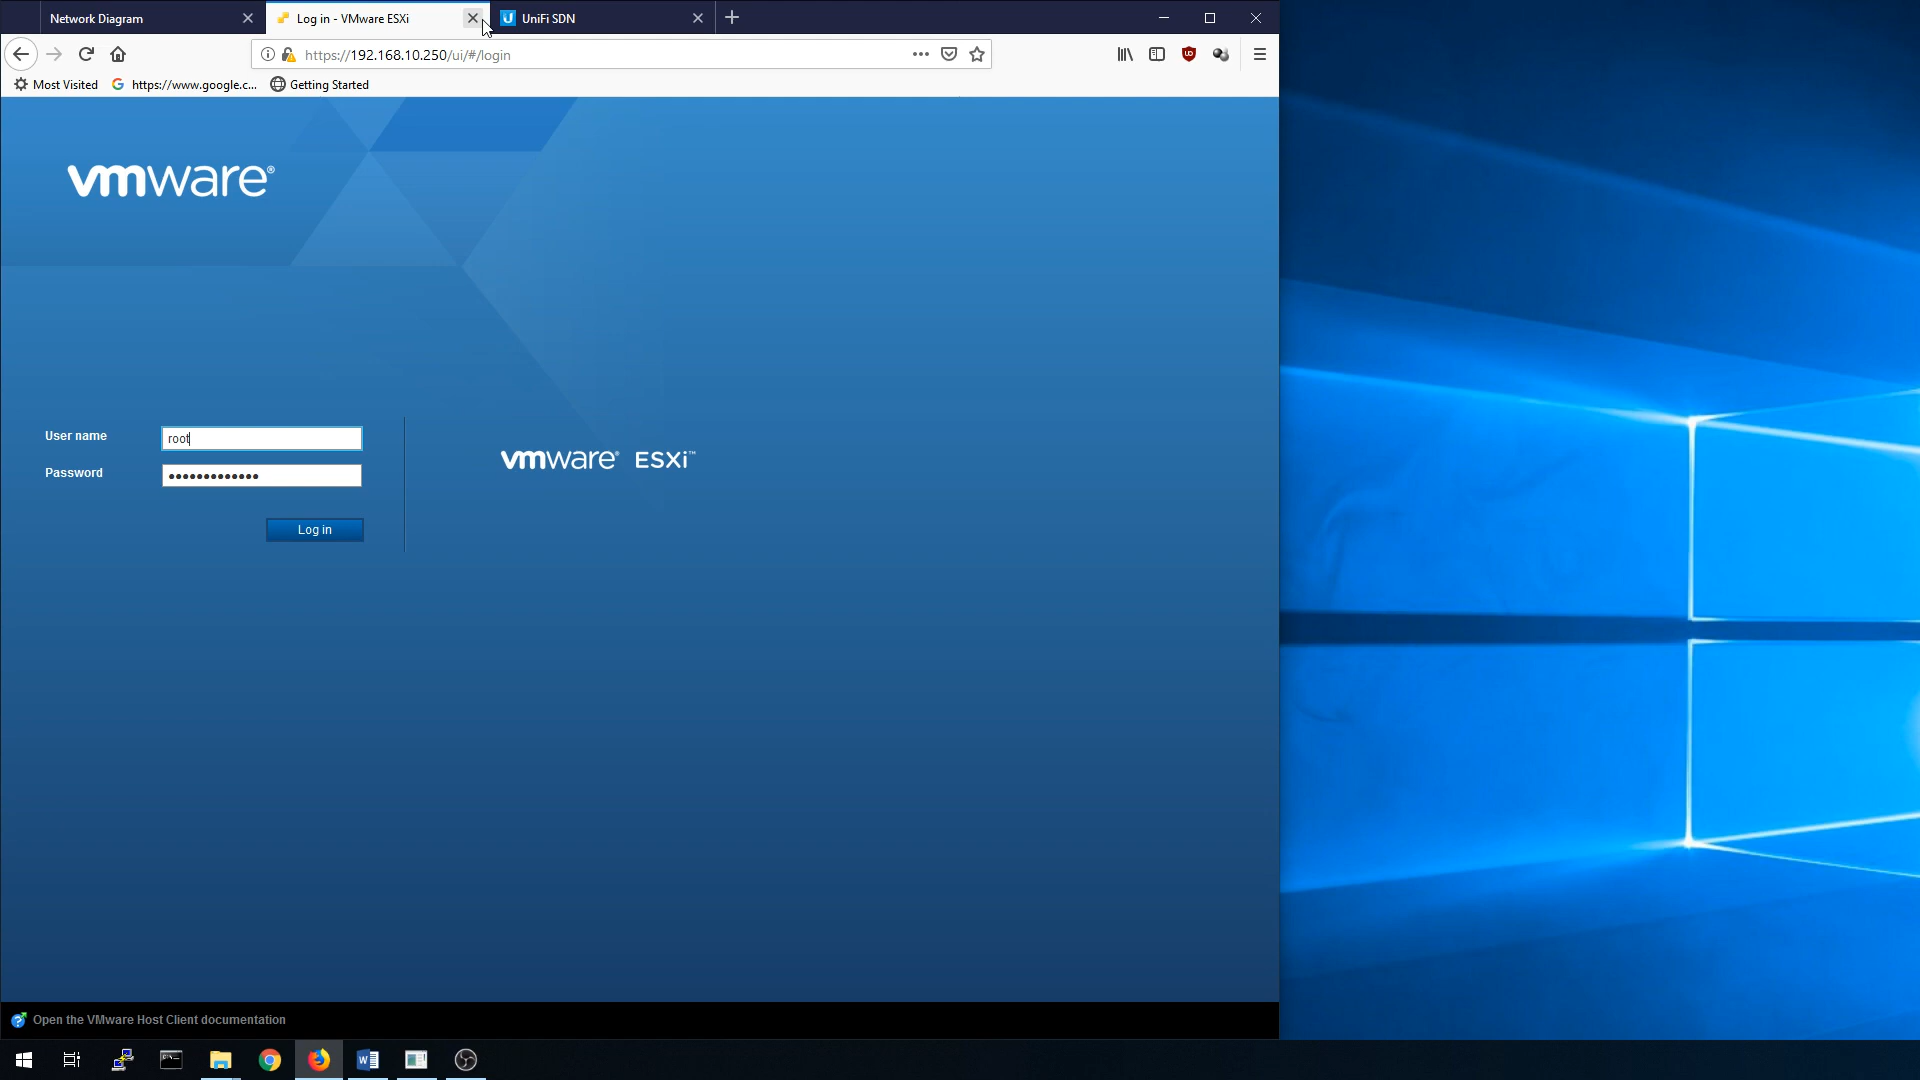 Network Diagram
Log in - VMware ESXi
U UniFi SDN
https://192.168.10.250/ui/#/login
Most Visited
G https://www.google.c...
Getting Started
vmware®
User name
root
Password
Log in
vmware® ESXi™
Open the VMware Host Client documentation